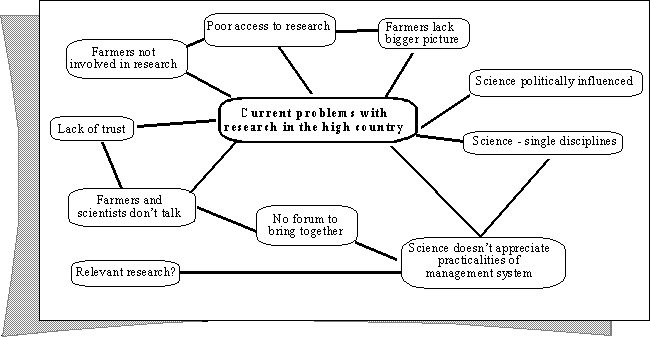 Poor access to research
Farmers lack
bigger picture
Farmers not
involved in research
Science politically influenced
Current problems with
research in the high country
Lack of trust
Science - single disciplines
Farmers and
scientists don't talk
No forum to
bring together
Science doesn't appreciate
practicalities of
management system
Relevant research?